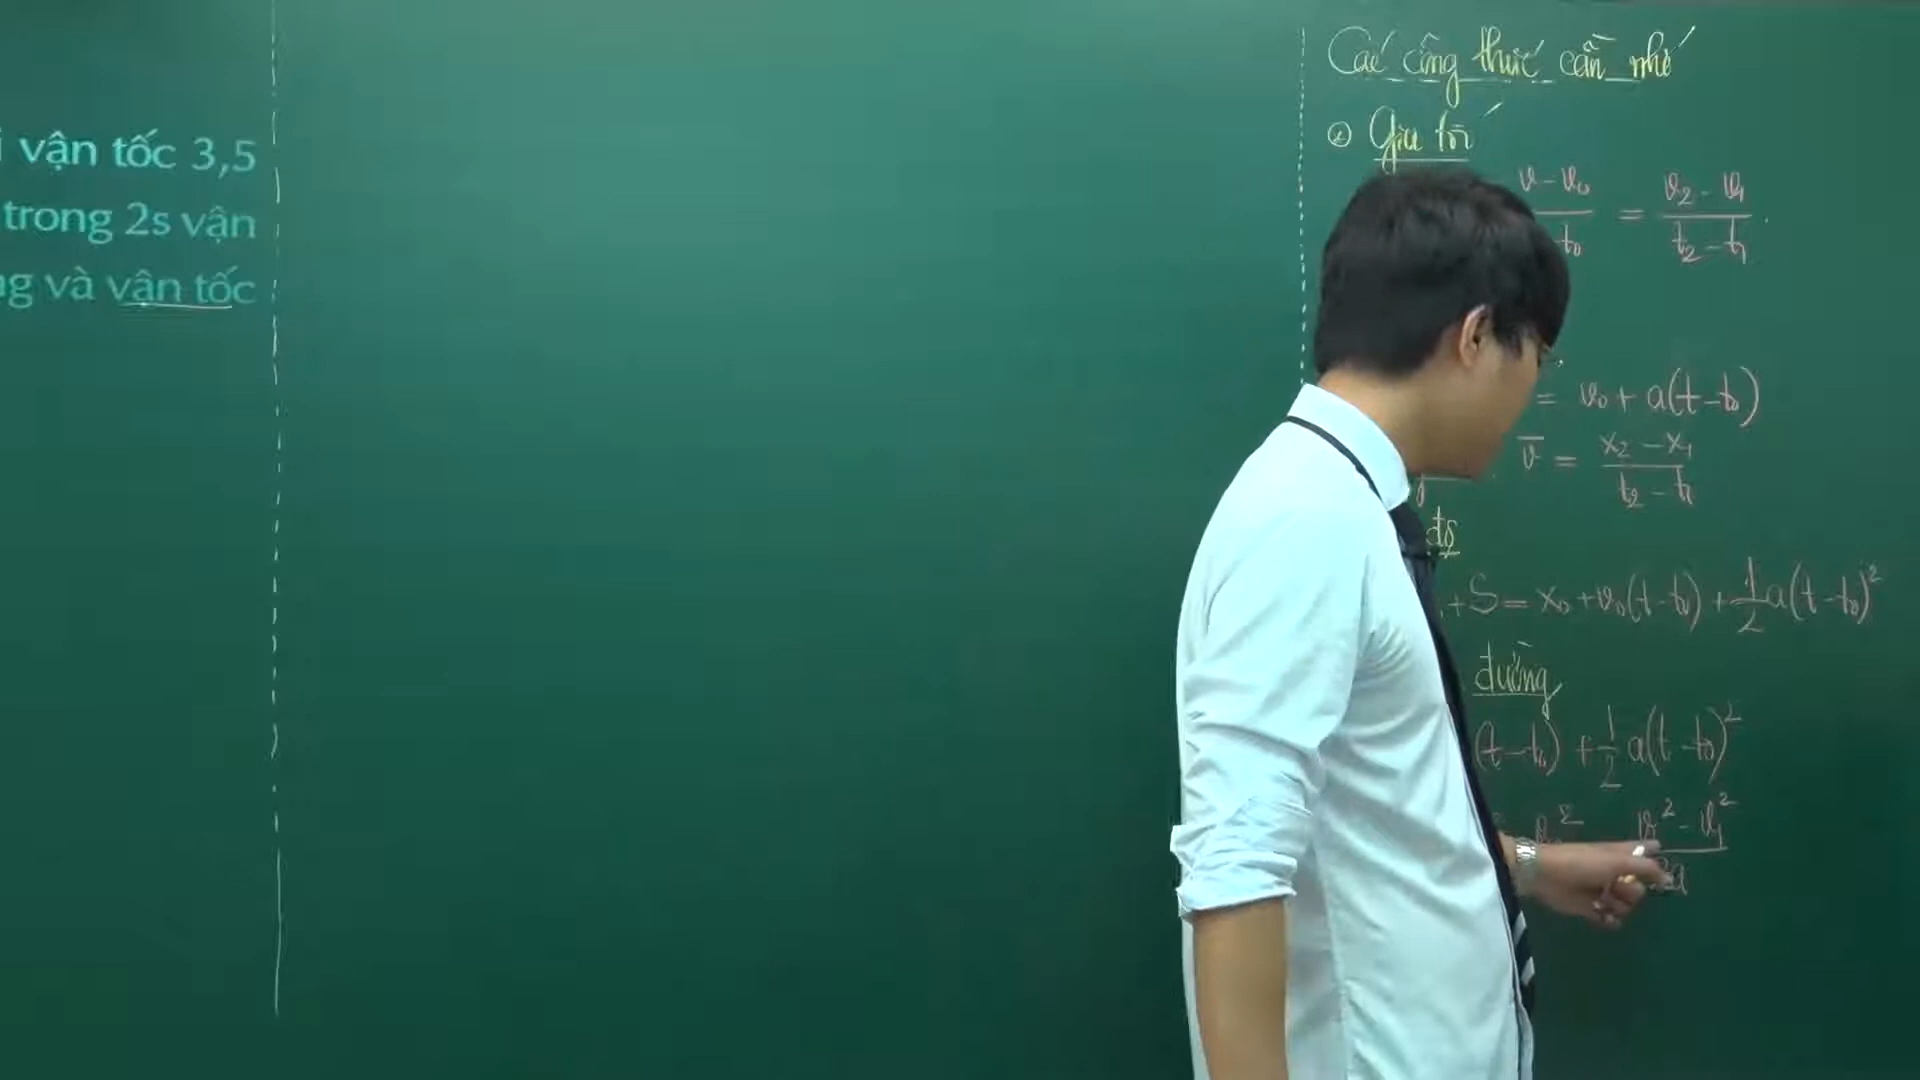 vận tốc 3,5
trong 2s vận
và vận tốc
Các công thức cần nhớ
Gia tốc
v - v₀ / t₀ = v₂ - v₁ / t₂ - t₁
= v₀ + a(t - t₀)
v̄ = x₂ - x₁ / t₂ - t₁
+ S = x₀ + v₀(t - t₀) + 1/2 a(t - t₀)²
đường
(t - t₀) + 1/2 a(t - t₀)²
² - v₁² / 2a